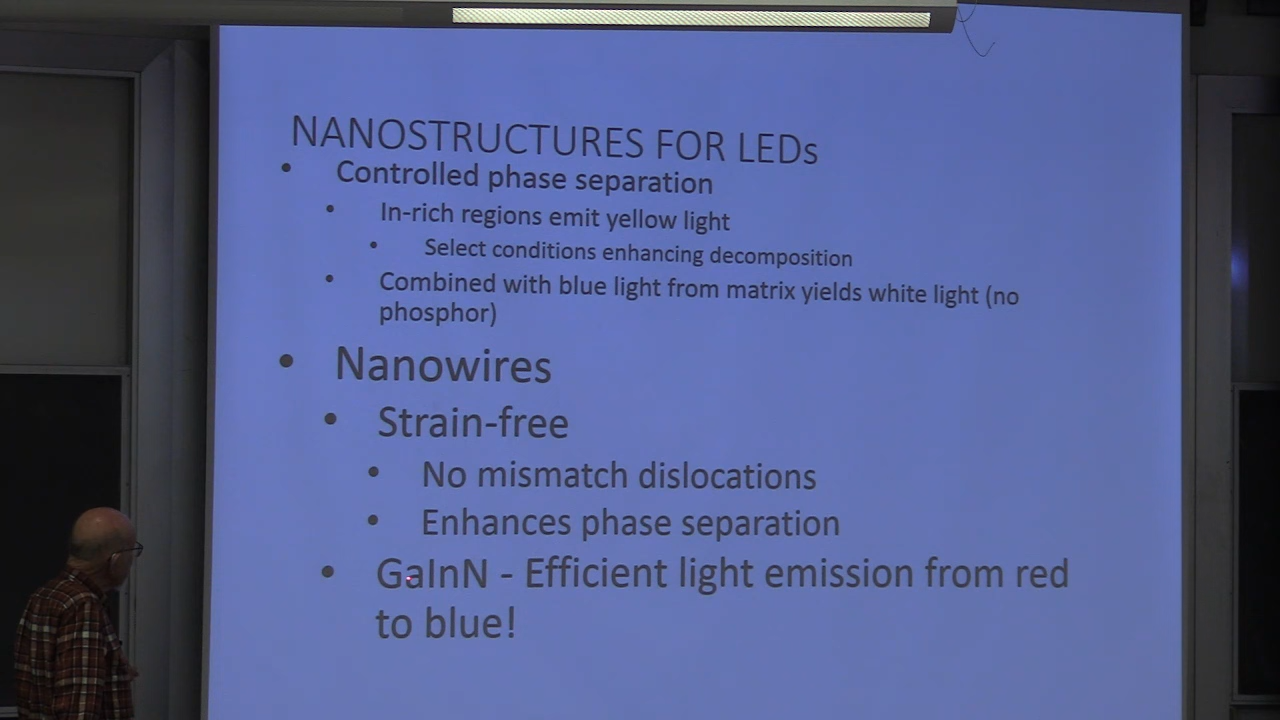 NANOSTRUCTURES FOR LEDs
• Controlled phase separation
• In-rich regions emit yellow light
• Select conditions enhancing decomposition
• Combined with blue light from matrix yields white light (no
phosphor)
• Nanowires
• Strain-free
• No mismatch dislocations
• Enhances phase separation
• GaInN - Efficient light emission from red
to blue!